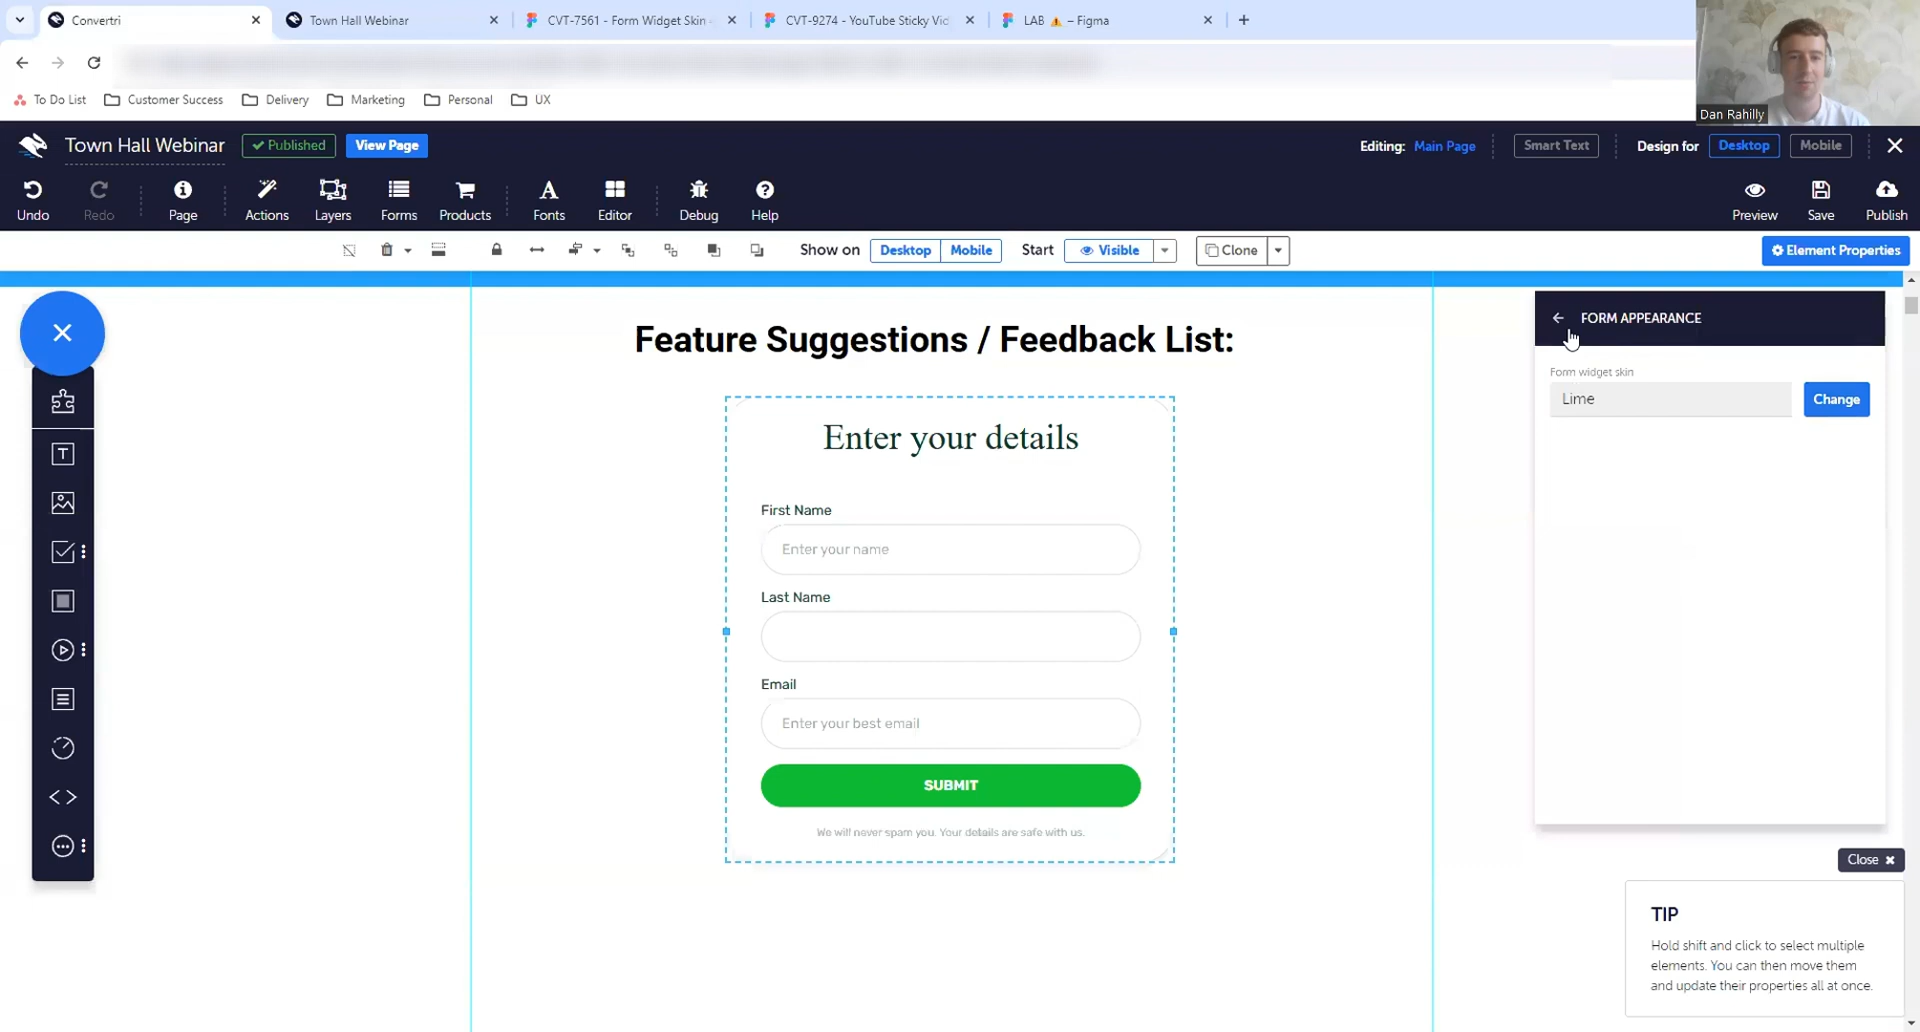 Convertri
Town Hall Webinar
CVT-7561 - Form Widget Skin -
CVT-9274 - YouTube Sticky Vid
LAB – Figma
To Do List
Customer Success
Delivery
Marketing
Personal
UX
Dan Rahilly
Town Hall Webinar
Published
View Page
Editing: Main Page
Smart Text
Design for
Desktop
Mobile
Undo
Redo
Page
Actions
Layers
Forms
Products
Fonts
Editor
Debug
Help
Preview
Save
Publish
Show on
Desktop
Mobile
Start
Visible
Clone
Element Properties
Feature Suggestions / Feedback List:
Enter your details
First Name
Enter your name
Last Name
Email
Enter your best email
SUBMIT
We will never spam you. Your details are safe with us.
FORM APPEARANCE
Form widget skin
Lime
Change
Close
TIP
Hold shift and click to select multiple
elements. You can then move them
and update their properties all at once.